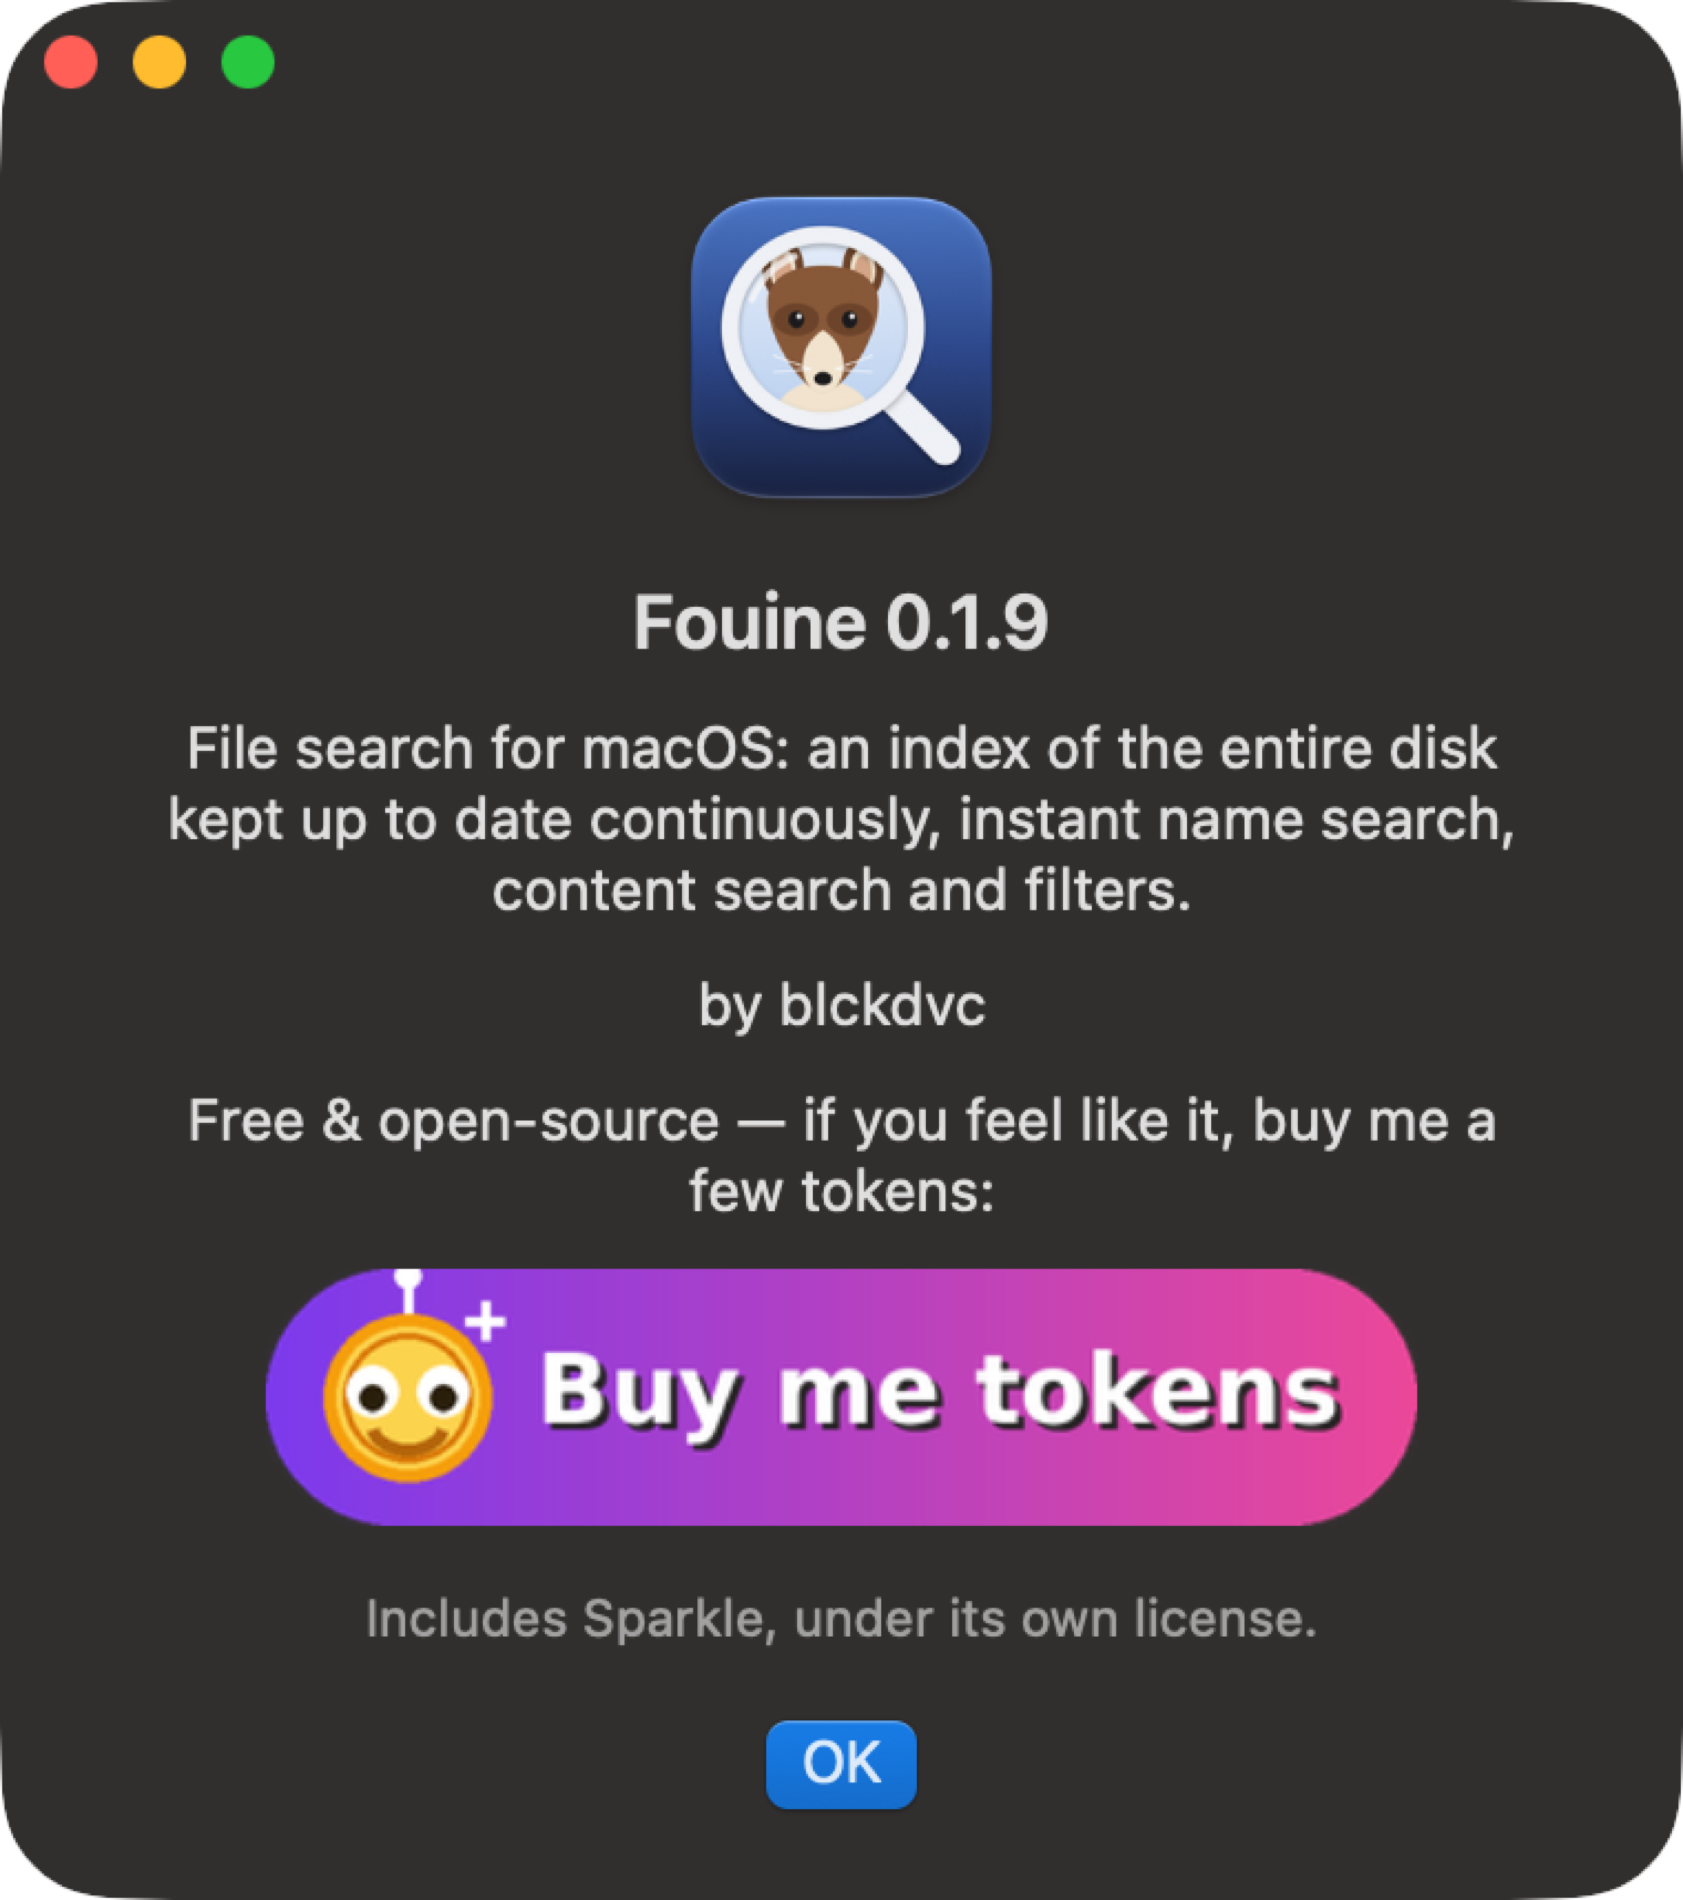 Fouine 0.1.9
File search for macOS: an index of the entire disk
kept up to date continuously, instant name search,
content search and filters.
by blckdvc
Free & open-source — if you feel like it, buy me a
few tokens:
Buy me tokens
Includes Sparkle, under its own license.
OK